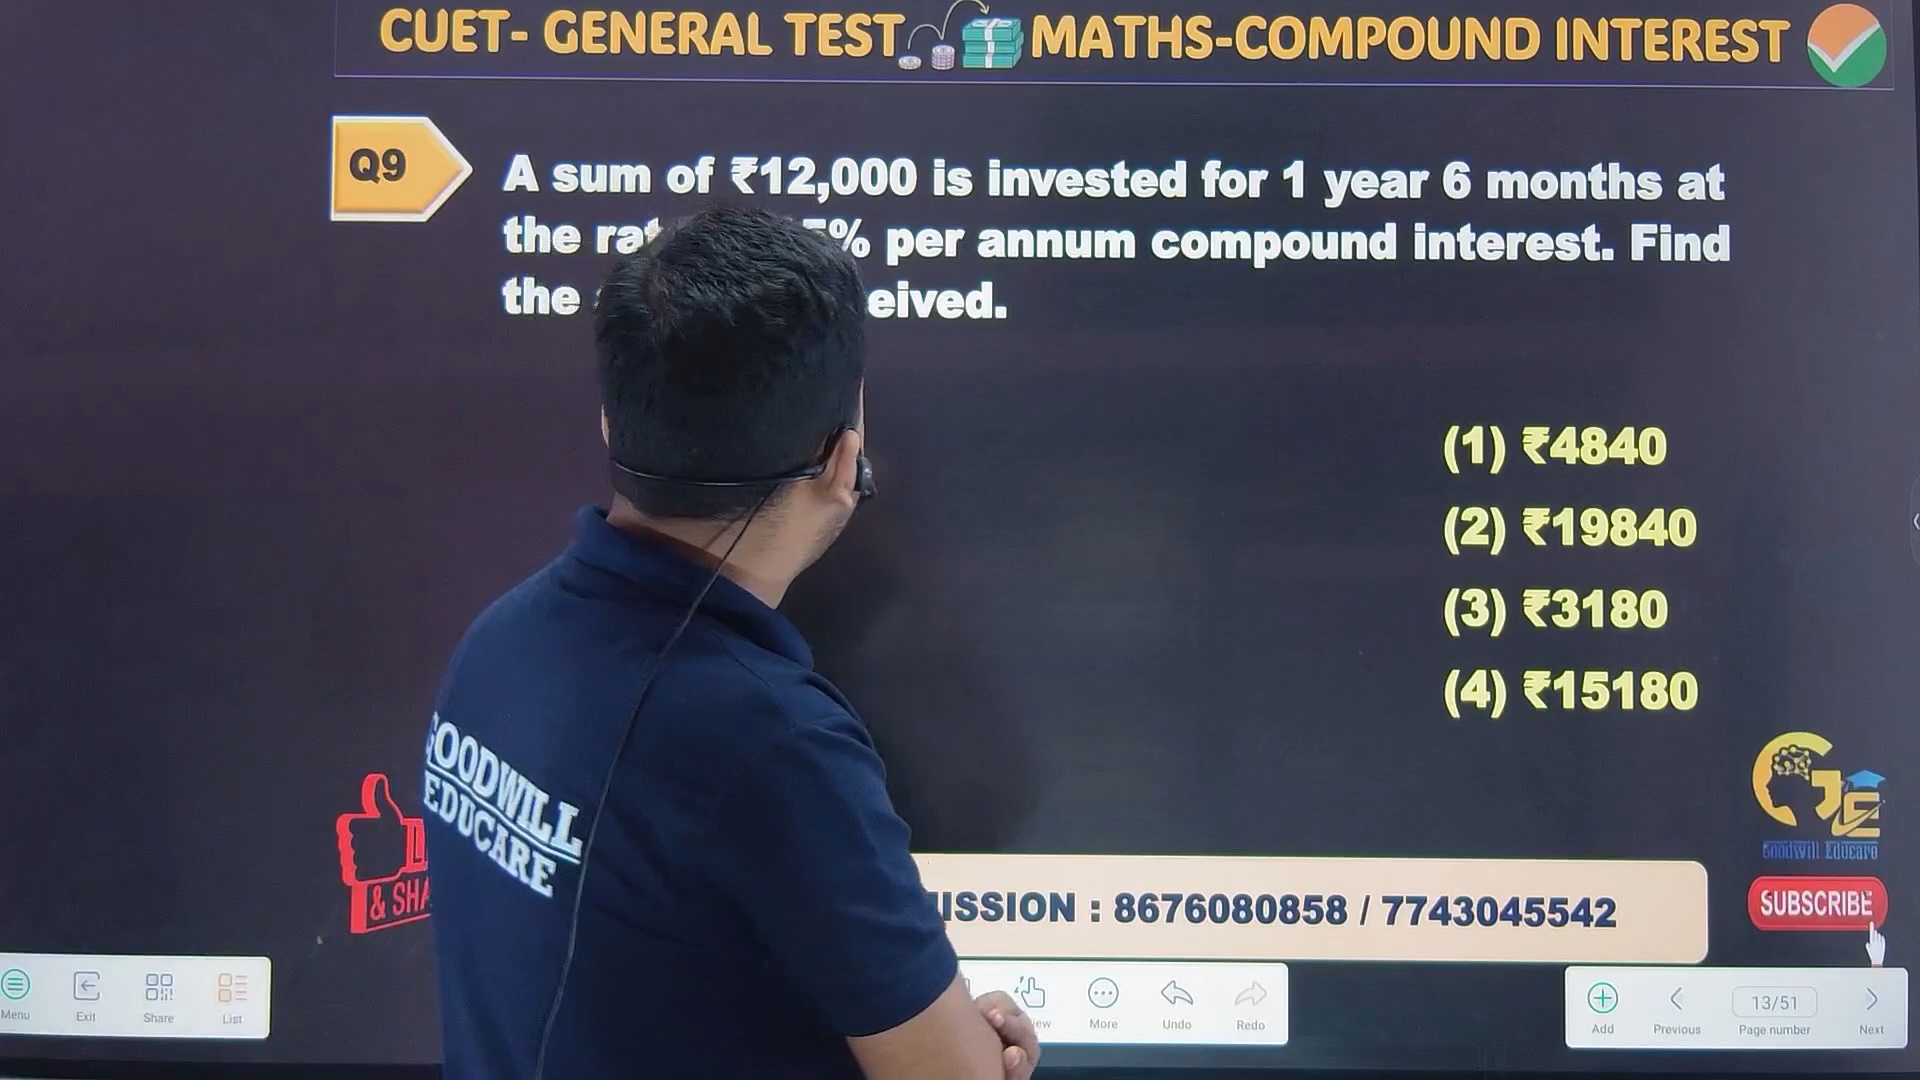 CUET- GENERAL TEST MATHS-COMPOUND INTEREST
Q9
A sum of ₹12,000 is invested for 1 year 6 months at
the % per annum compound interest. Find
the
(1) ₹4840
(2) ₹19840
(3) ₹3180
(4) ₹15180
GOODWILL
EDUCARE
& SHA
ISSION : 8676080858 / 7743045542
Goodwill Educare
SUBSCRIBE
Menu Exit Share List
More Undo Redo
Add Previous 13/51 Page number Next